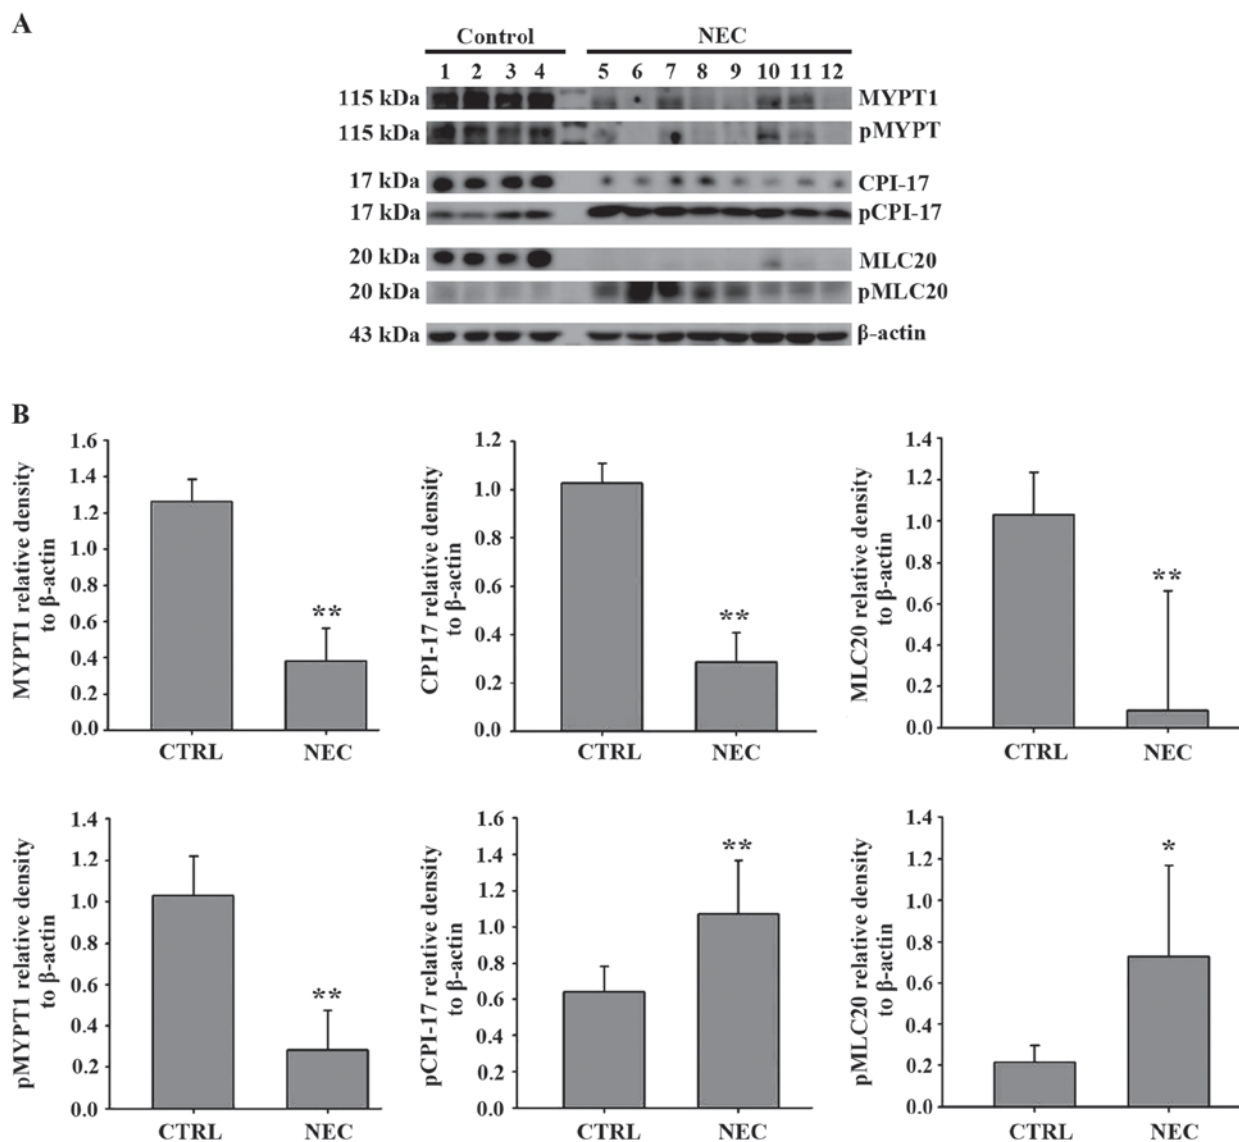 A
Control NEC
1 2 3 4 5 6 7 8 9 10 11 12
115 kDa MYPT1
115 kDa pMYPT
17 kDa CPI-17
17 kDa pCPI-17
20 kDa MLC20
20 kDa pMLC20
43 kDa β-actin
B
MYPT1 relative density
to β-actin
1.6
1.4
1.2
1.0
0.8
0.6
0.4
0.2
0.0
**
CTRL NEC
CPI-17 relative density
to β-actin
1.2
1.0
0.8
0.6
0.4
0.2
0.0
**
CTRL NEC
MLC20 relative density
to β-actin
1.4
1.2
1.0
0.8
0.6
0.4
0.2
0.0
**
CTRL NEC
pMYPT1 relative density
to β-actin
1.4
1.2
1.0
0.8
0.6
0.4
0.2
0.0
**
CTRL NEC
pCPI-17 relative density
to β-actin
1.6
1.4
1.2
1.0
0.8
0.6
0.4
0.2
0.0
**
CTRL NEC
pMLC20 relative density
to β-actin
1.4
1.2
1.0
0.8
0.6
0.4
0.2
0.0
*
CTRL NEC